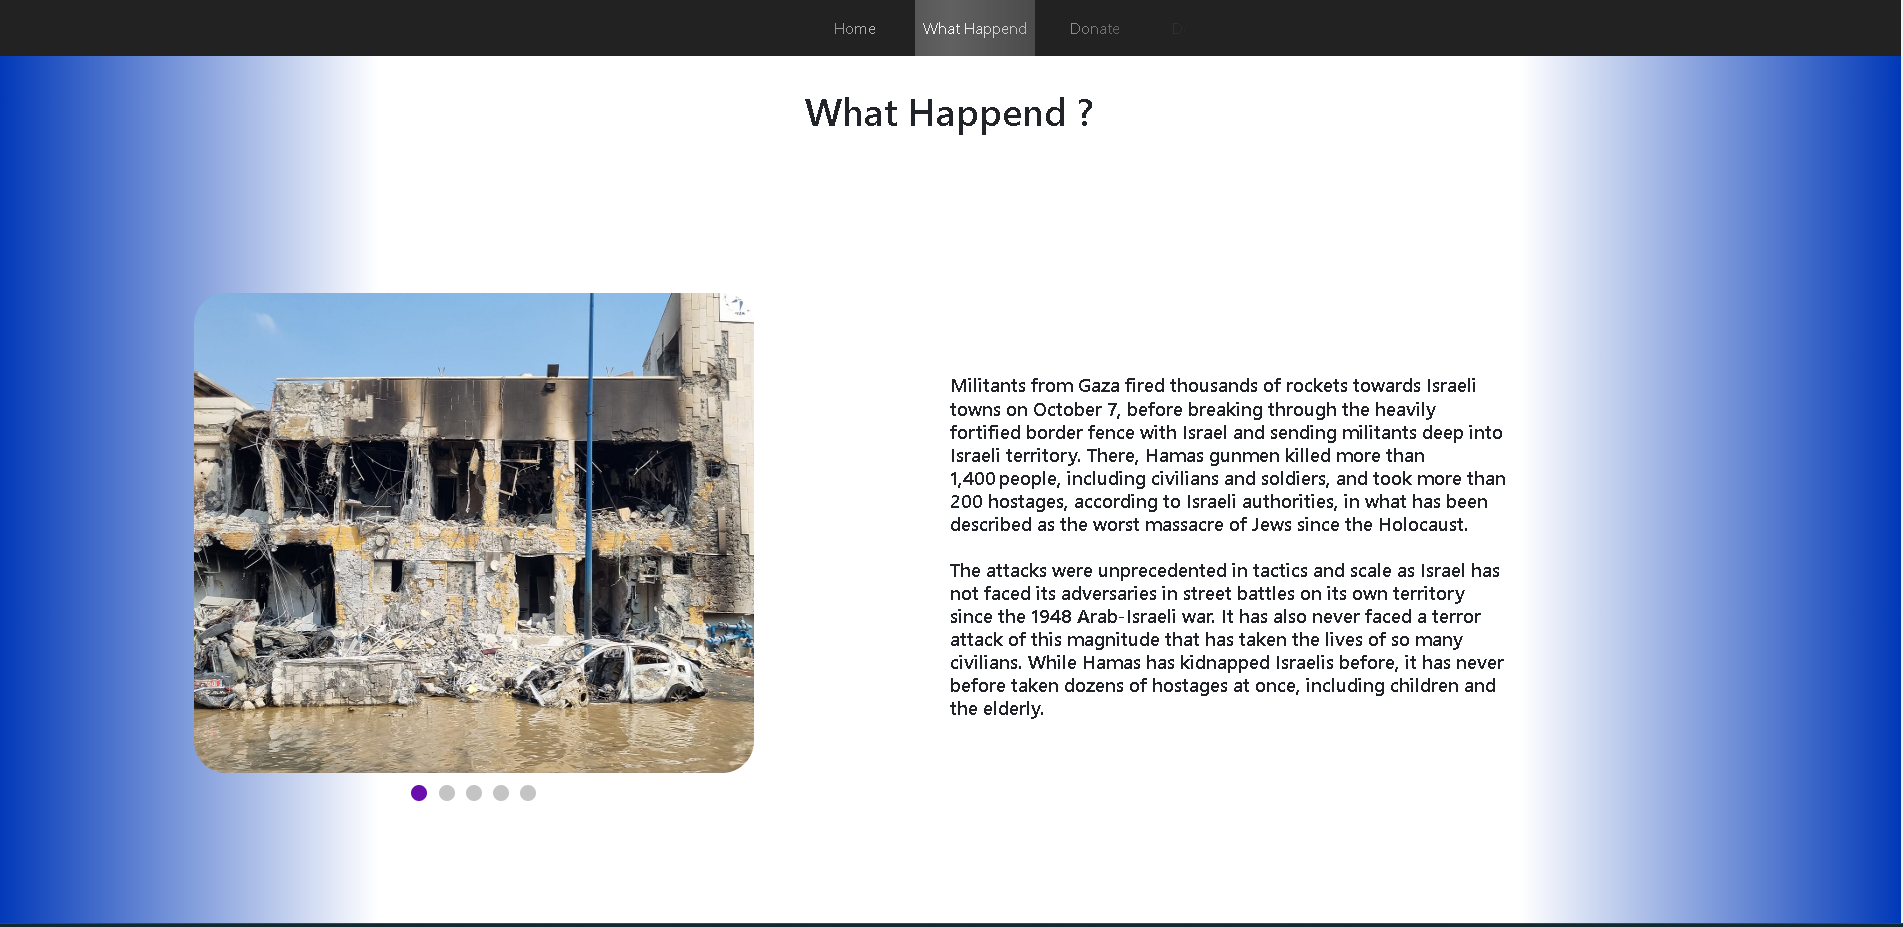 Home
What Happend
Donate
What Happend ?
Militants from Gaza fired thousands of rockets towards Israeli
towns on October 7, before breaking through the heavily
fortified border fence with Israel and sending militants deep into
Israeli territory. There, Hamas gunmen killed more than
1,400 people, including civilians and soldiers, and took more than
200 hostages, according to Israeli authorities, in what has been
described as the worst massacre of Jews since the Holocaust.
The attacks were unprecedented in tactics and scale as Israel has
not faced its adversaries in street battles on its own territory
since the 1948 Arab-Israeli war. It has also never faced a terror
attack of this magnitude that has taken the lives of so many
civilians. While Hamas has kidnapped Israelis before, it has never
before taken dozens of hostages at once, including children and
the elderly.